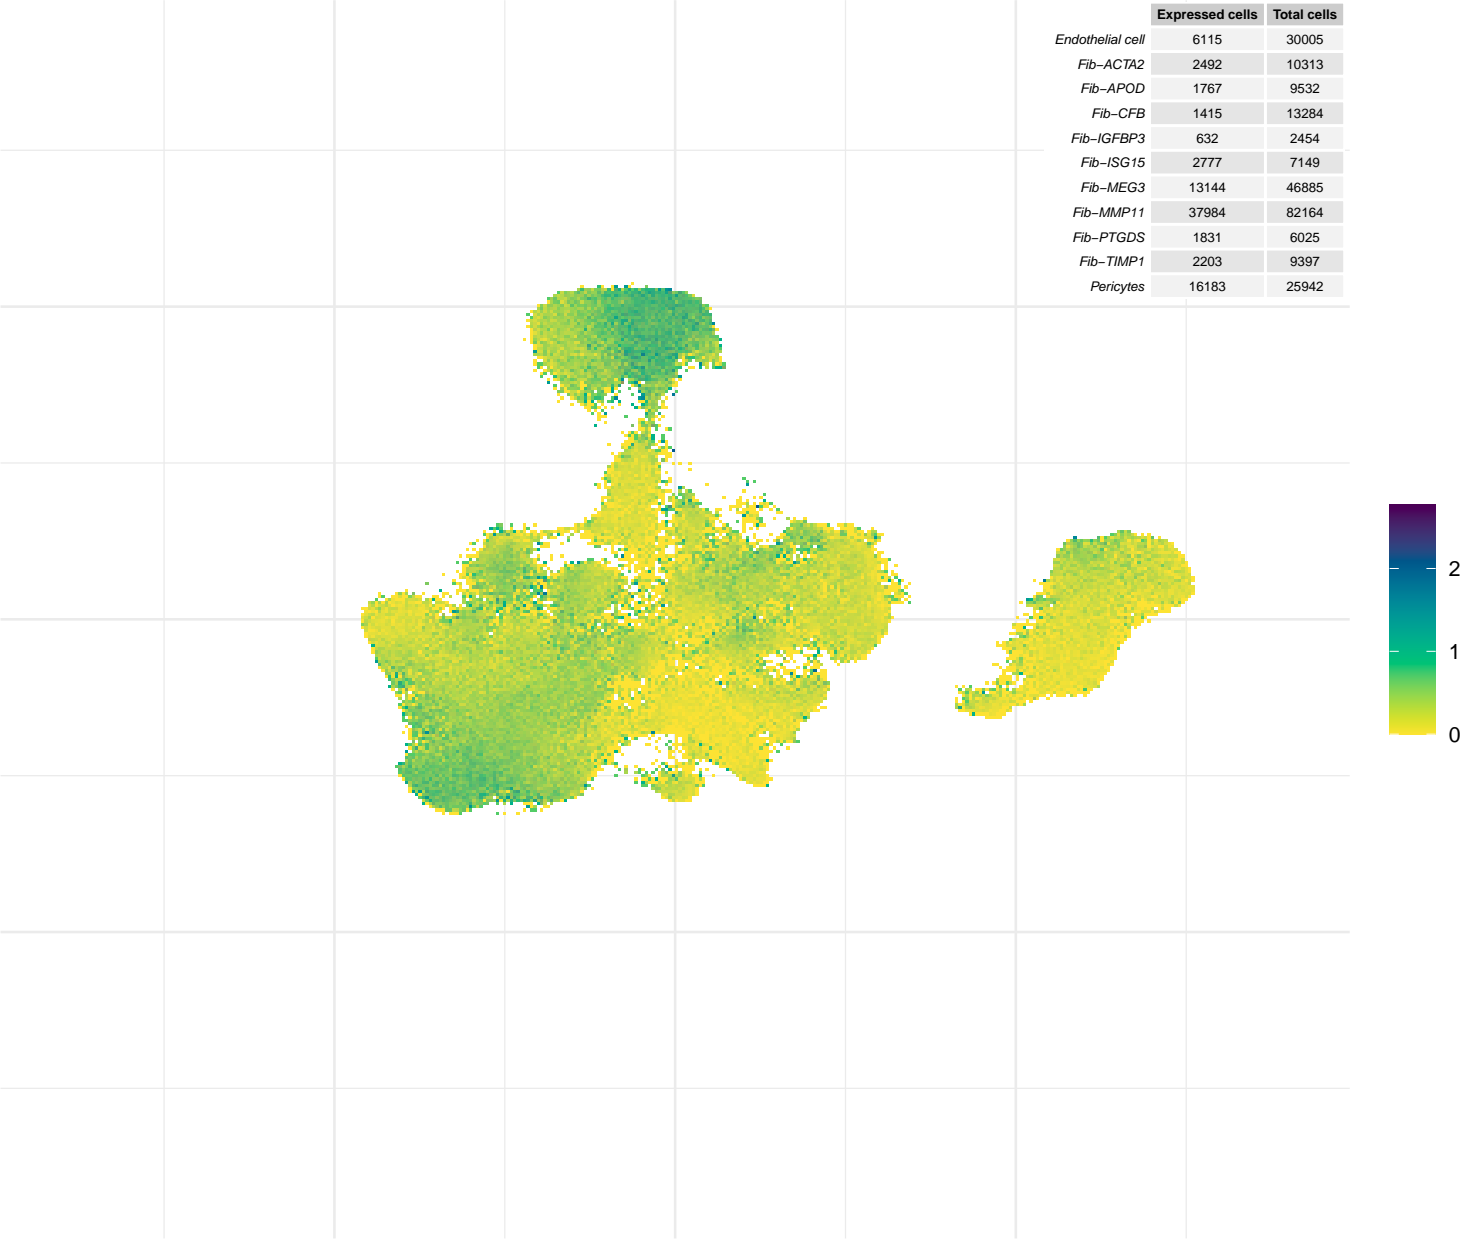 Expressed cells Total cells
Endothelial cell 6115 30005
Fib−ACTA2 2492 10313
Fib−APOD 1767 9532
Fib−CFB 1415 13284
Fib−IGFBP3 632 2454
Fib−ISG15 2777 7149
Fib−MEG3 13144 46885
Fib−MMP11 37984 82164
Fib−PTGDS 1831 6025
Fib−TIMP1 2203 9397
Pericytes 16183 25942
2
1
0